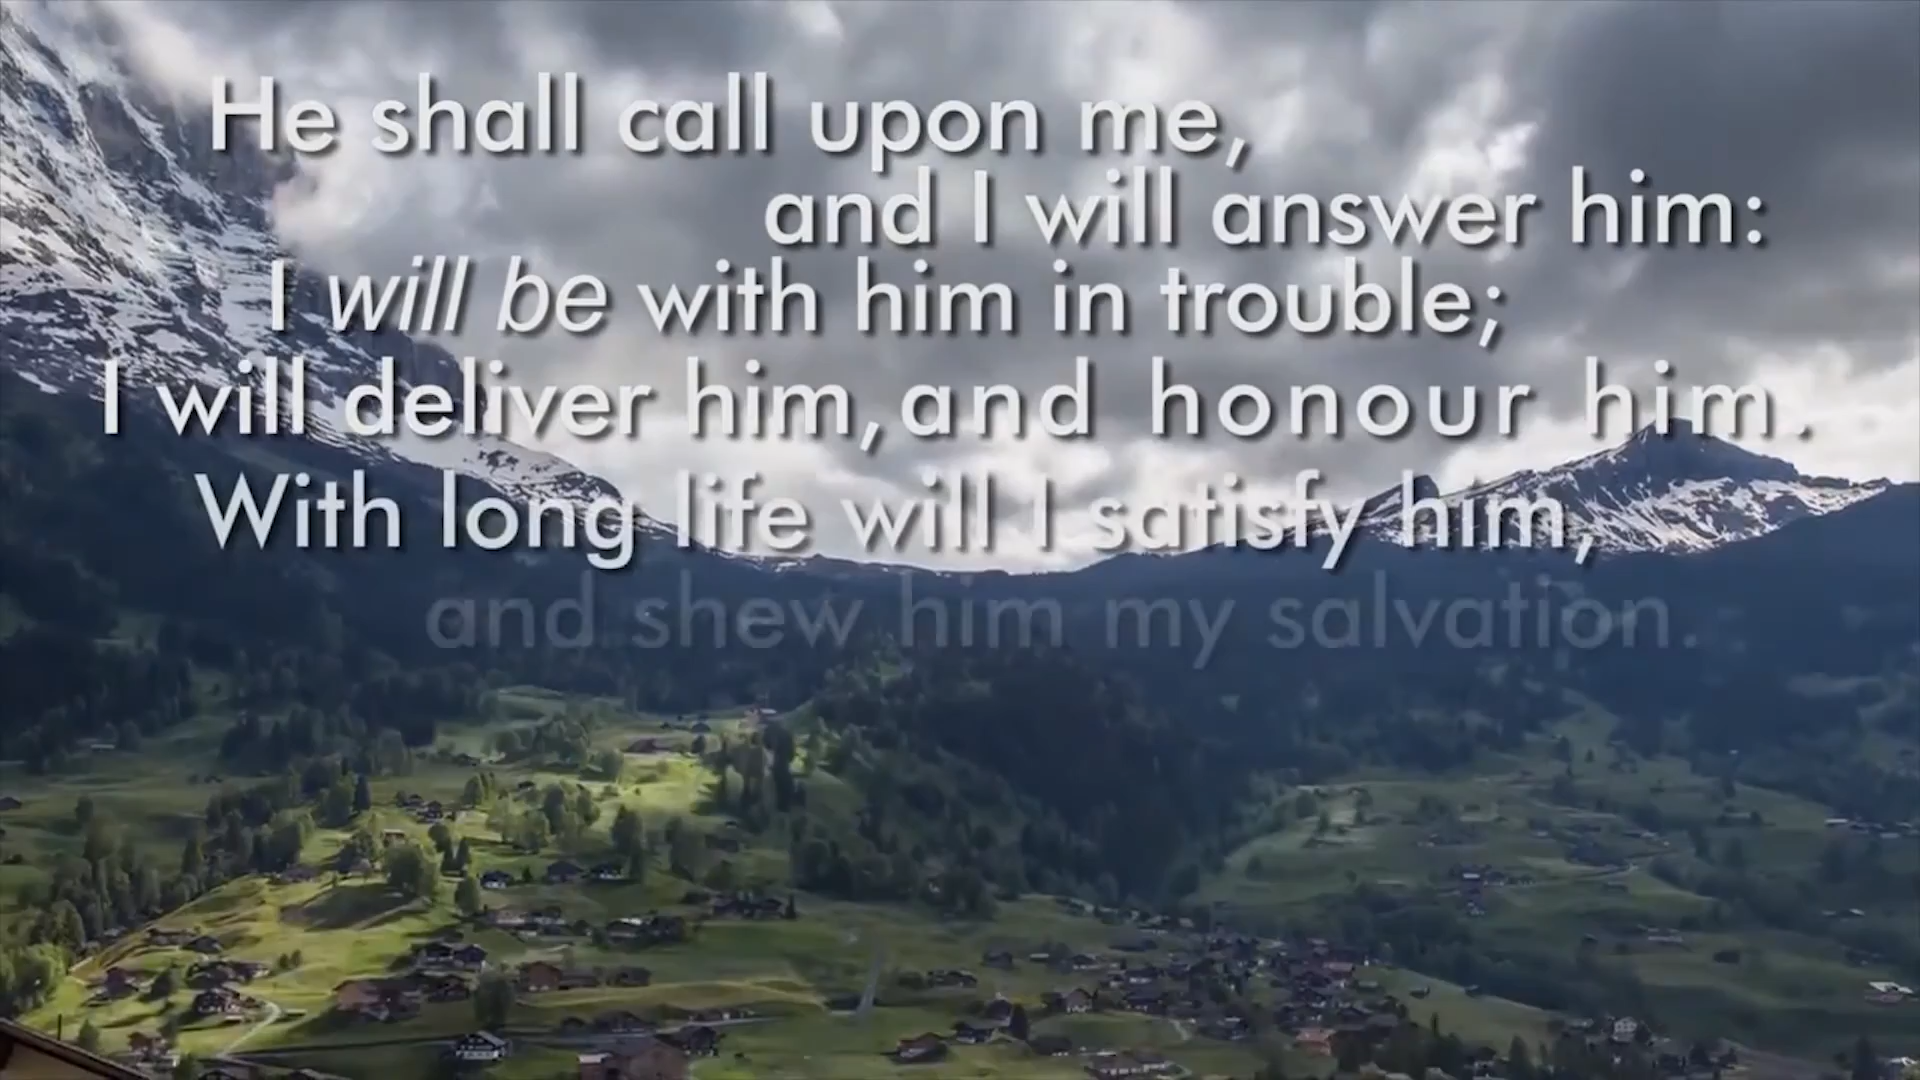 He shall call upon me,
and I will answer him:
I will be with him in trouble;
I will deliver him, and honour him.
With long life will I satisfy him,
and shew him my salvation.